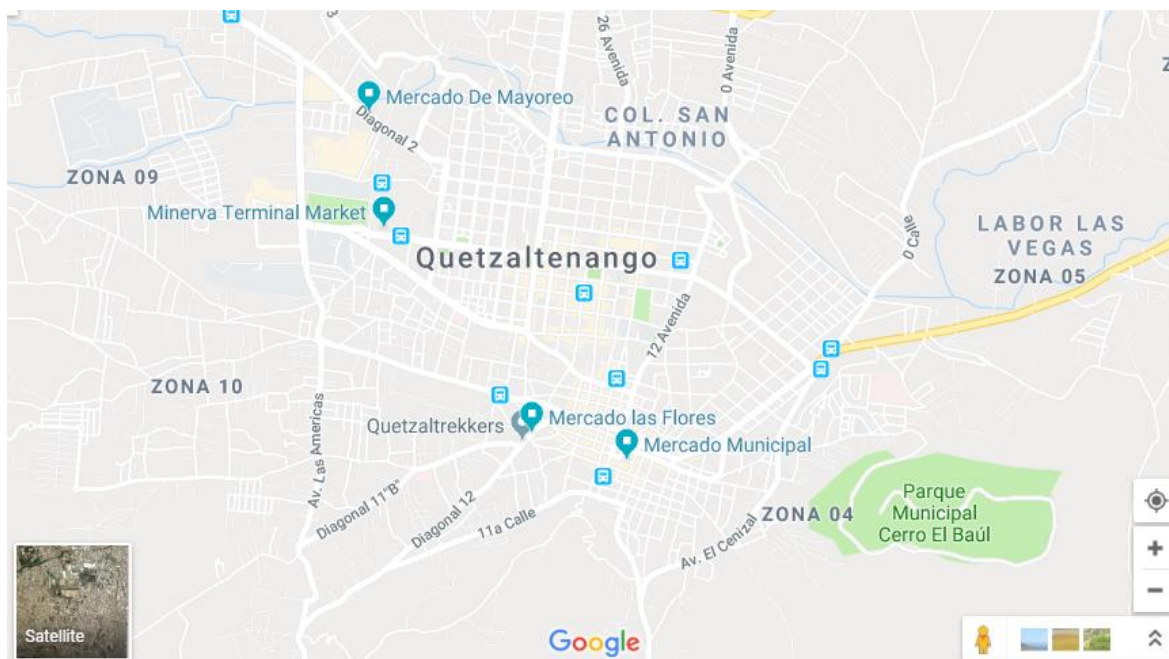 3
26 Avenida
0 Avenida
Mercado De Mayoreo
Diagonal 2
COL. SAN
ANTONIO
ZONA 09
Minerva Terminal Market
0 Calle
LABOR LAS
VEGAS
ZONA 05
Quetzaltenango
12 Avenida
ZONA 10
Av. Las Americas
Quetzaltrekkers
Mercado las Flores
Mercado Municipal
Diagonal 11"B"
Diagonal 12
11a Calle
ZONA 04
Parque
Municipal
Cerro El Baúl
Av. El Cenizal
Satellite
Google